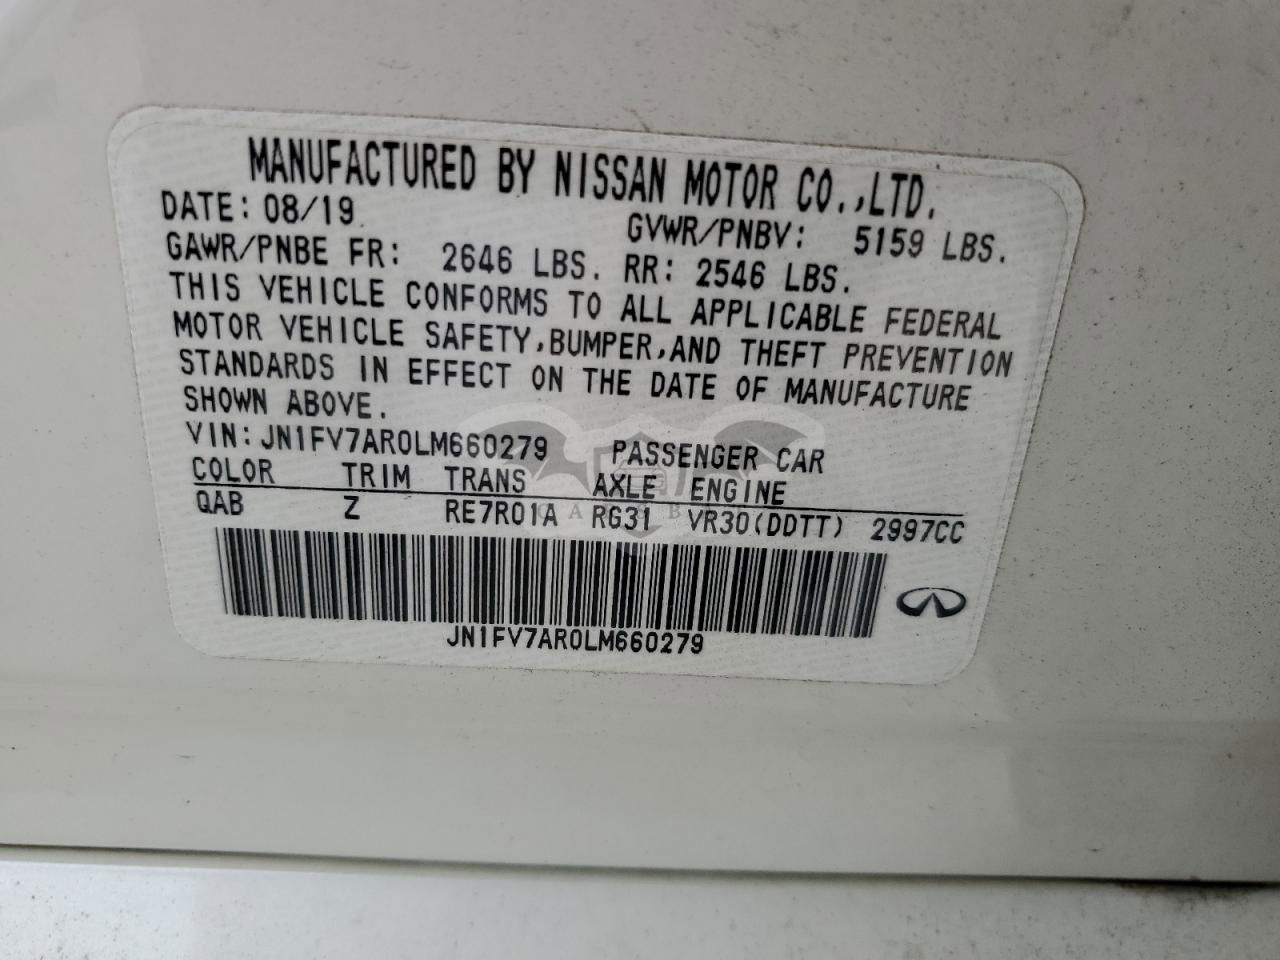 MANUFACTURED BY NISSAN MOTOR CO.,LTD.
DATE: 08/19 GVWR/PNBV: 5159 LBS.
GAWR/PNBE FR: 2646 LBS. RR: 2546 LBS.
THIS VEHICLE CONFORMS TO ALL APPLICABLE FEDERAL
MOTOR VEHICLE SAFETY,BUMPER,AND THEFT PREVENTION
STANDARDS IN EFFECT ON THE DATE OF MANUFACTURE
SHOWN ABOVE.
VIN: JN1FV7AR0LM660279 PASSENGER CAR
COLOR TRIM TRANS AXLE ENGINE
QAB Z RE7R01A RG31 VR30(DDTT) 2997CC
JN1FV7AR0LM660279